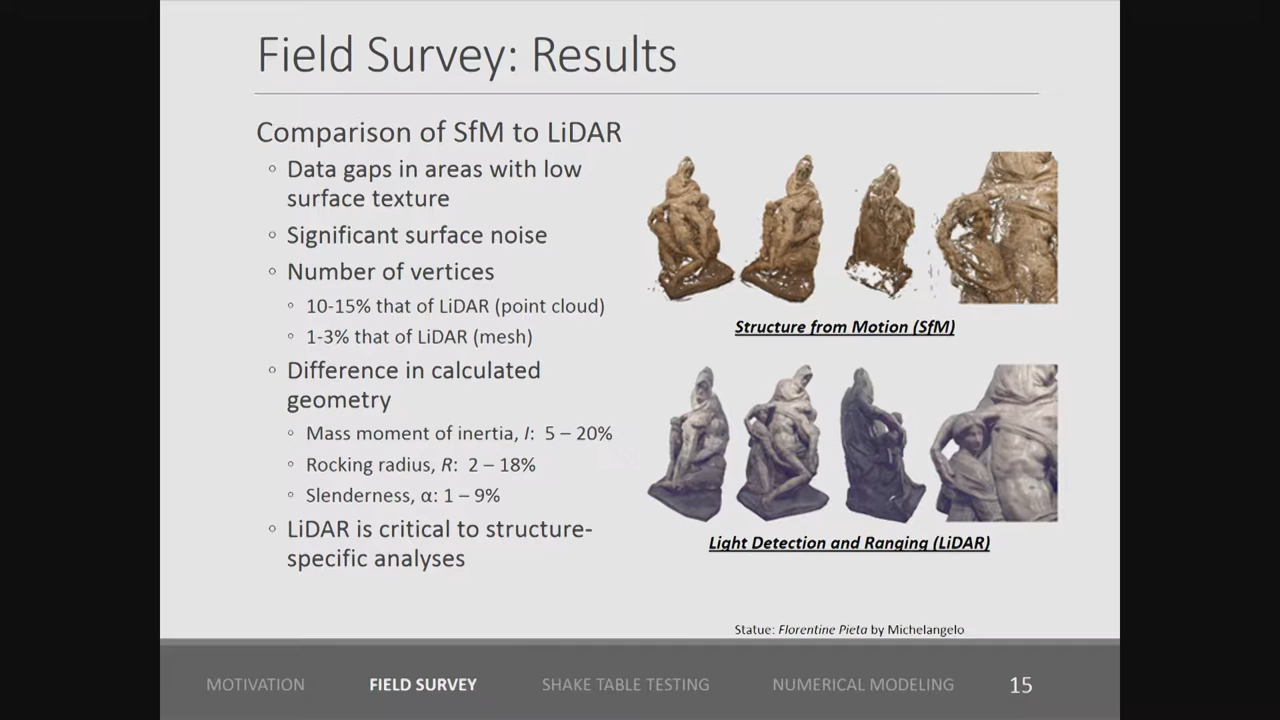 Field Survey: Results
Comparison of SfM to LiDAR
◦ Data gaps in areas with low
surface texture
◦ Significant surface noise
◦ Number of vertices
◦ 10-15% that of LiDAR (point cloud)
◦ 1-3% that of LiDAR (mesh)
◦ Difference in calculated
geometry
◦ Mass moment of inertia, I: 5 – 20%
◦ Rocking radius, R: 2 – 18%
◦ Slenderness, α: 1 – 9%
◦ LiDAR is critical to structure-
specific analyses
Structure from Motion (SfM)
Light Detection and Ranging (LiDAR)
Statue: Florentine Pieta by Michelangelo
MOTIVATION FIELD SURVEY SHAKE TABLE TESTING NUMERICAL MODELING 15